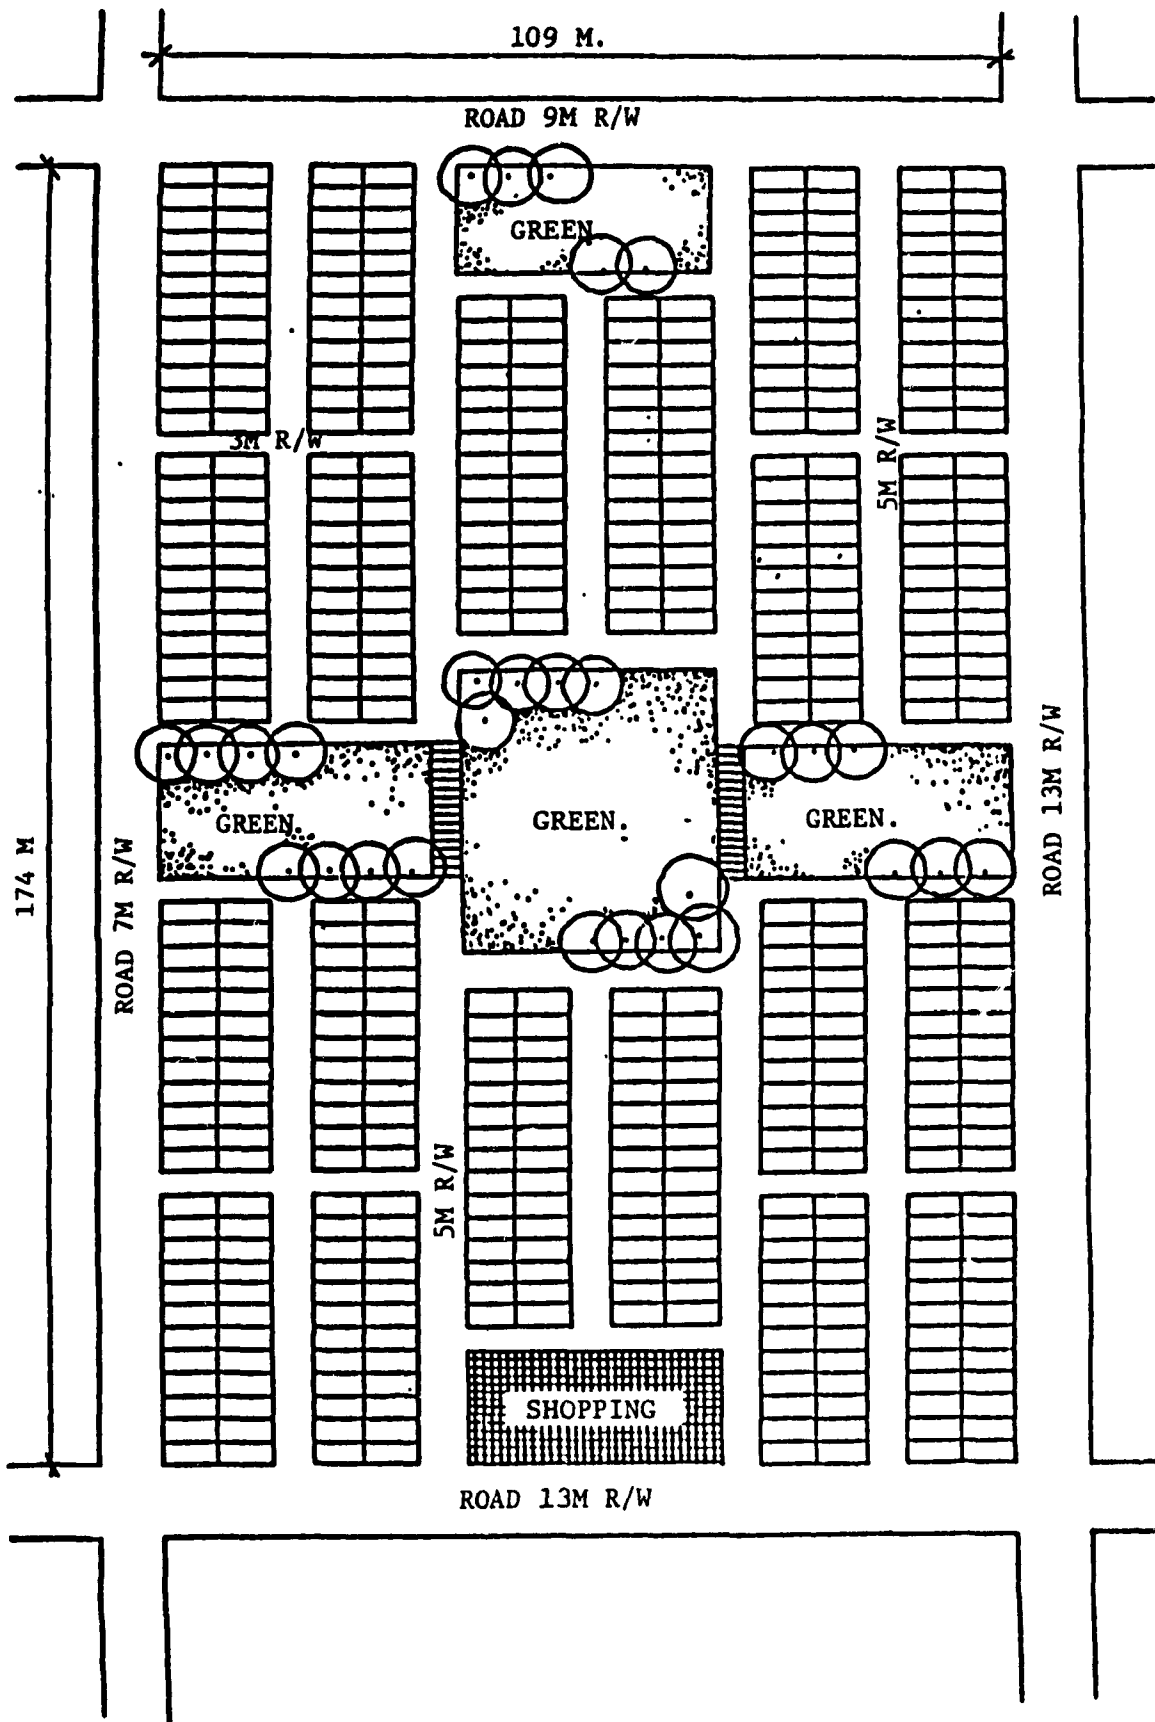 109 M.
ROAD 9M R/W
GREEN
3M R/W
5M R/W
174 M
ROAD 7M R/W
GREEN
GREEN.
GREEN.
ROAD 13M R/W
5M R/W
SHOPPING
ROAD 13M R/W